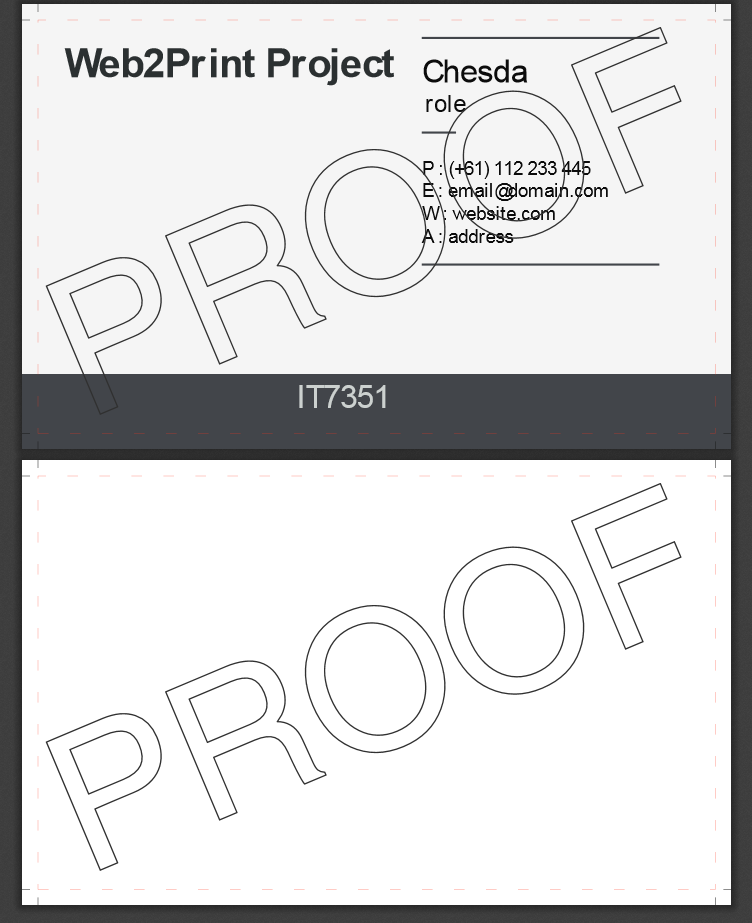 Web2Print Project
Chesda
role
P : (+61) 112 233 445
E : email@domain.com
W : website.com
A : address
PROOF
IT7351
PROOF